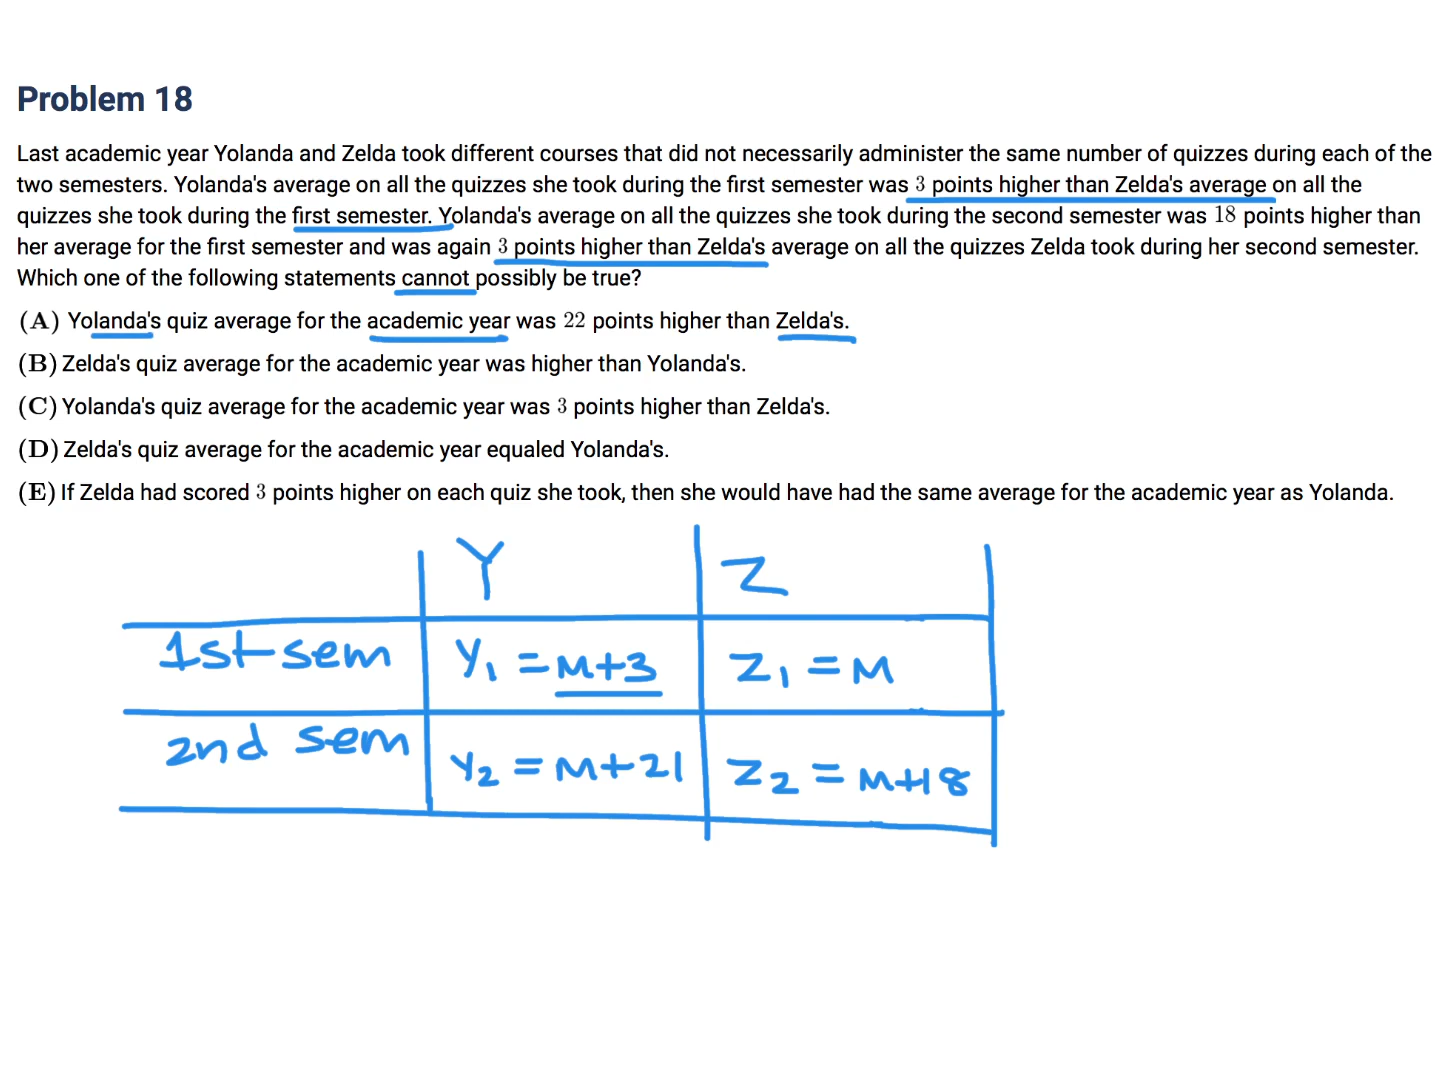 Problem 18
Last academic year Yolanda and Zelda took different courses that did not necessarily administer the same number of quizzes during each of the
two semesters. Yolanda's average on all the quizzes she took during the first semester was 3 points higher than Zelda's average on all the
quizzes she took during the first semester. Yolanda's average on all the quizzes she took during the second semester was 18 points higher than
her average for the first semester and was again 3 points higher than Zelda's average on all the quizzes Zelda took during her second semester.
Which one of the following statements cannot possibly be true?
(A) Yolanda's quiz average for the academic year was 22 points higher than Zelda's.
(B) Zelda's quiz average for the academic year was higher than Yolanda's.
(C) Yolanda's quiz average for the academic year was 3 points higher than Zelda's.
(D) Zelda's quiz average for the academic year equaled Yolanda's.
(E) If Zelda had scored 3 points higher on each quiz she took, then she would have had the same average for the academic year as Yolanda.
Y Z
1st sem Y₁ = M+3 Z₁ = M
2nd sem Y₂ = M+21 Z₂ = M+18